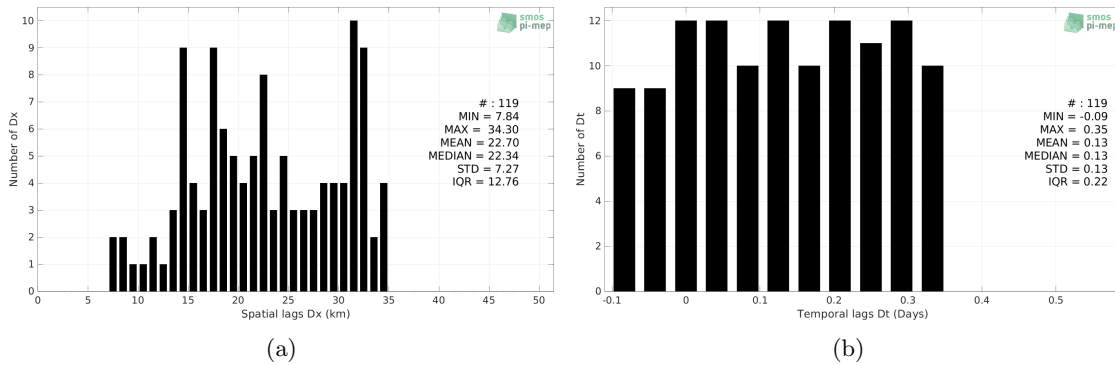 10
9
8
7
6
5
4
3
2
1
0
Number of Dx
0 5 10 15 20 25 30 35 40 45 50
Spatial lags Dx (km)
smos
pi-mep
# : 119
MIN = 7.84
MAX = 34.30
MEAN = 22.70
MEDIAN = 22.34
STD = 7.27
IQR = 12.76
(a)
12
10
8
6
4
2
0
Number of Dt
-0.1 0 0.1 0.2 0.3 0.4 0.5
Temporal lags Dt (Days)
smos
pi-mep
# : 119
MIN = -0.09
MAX = 0.35
MEAN = 0.13
MEDIAN = 0.13
STD = 0.13
IQR = 0.22
(b)